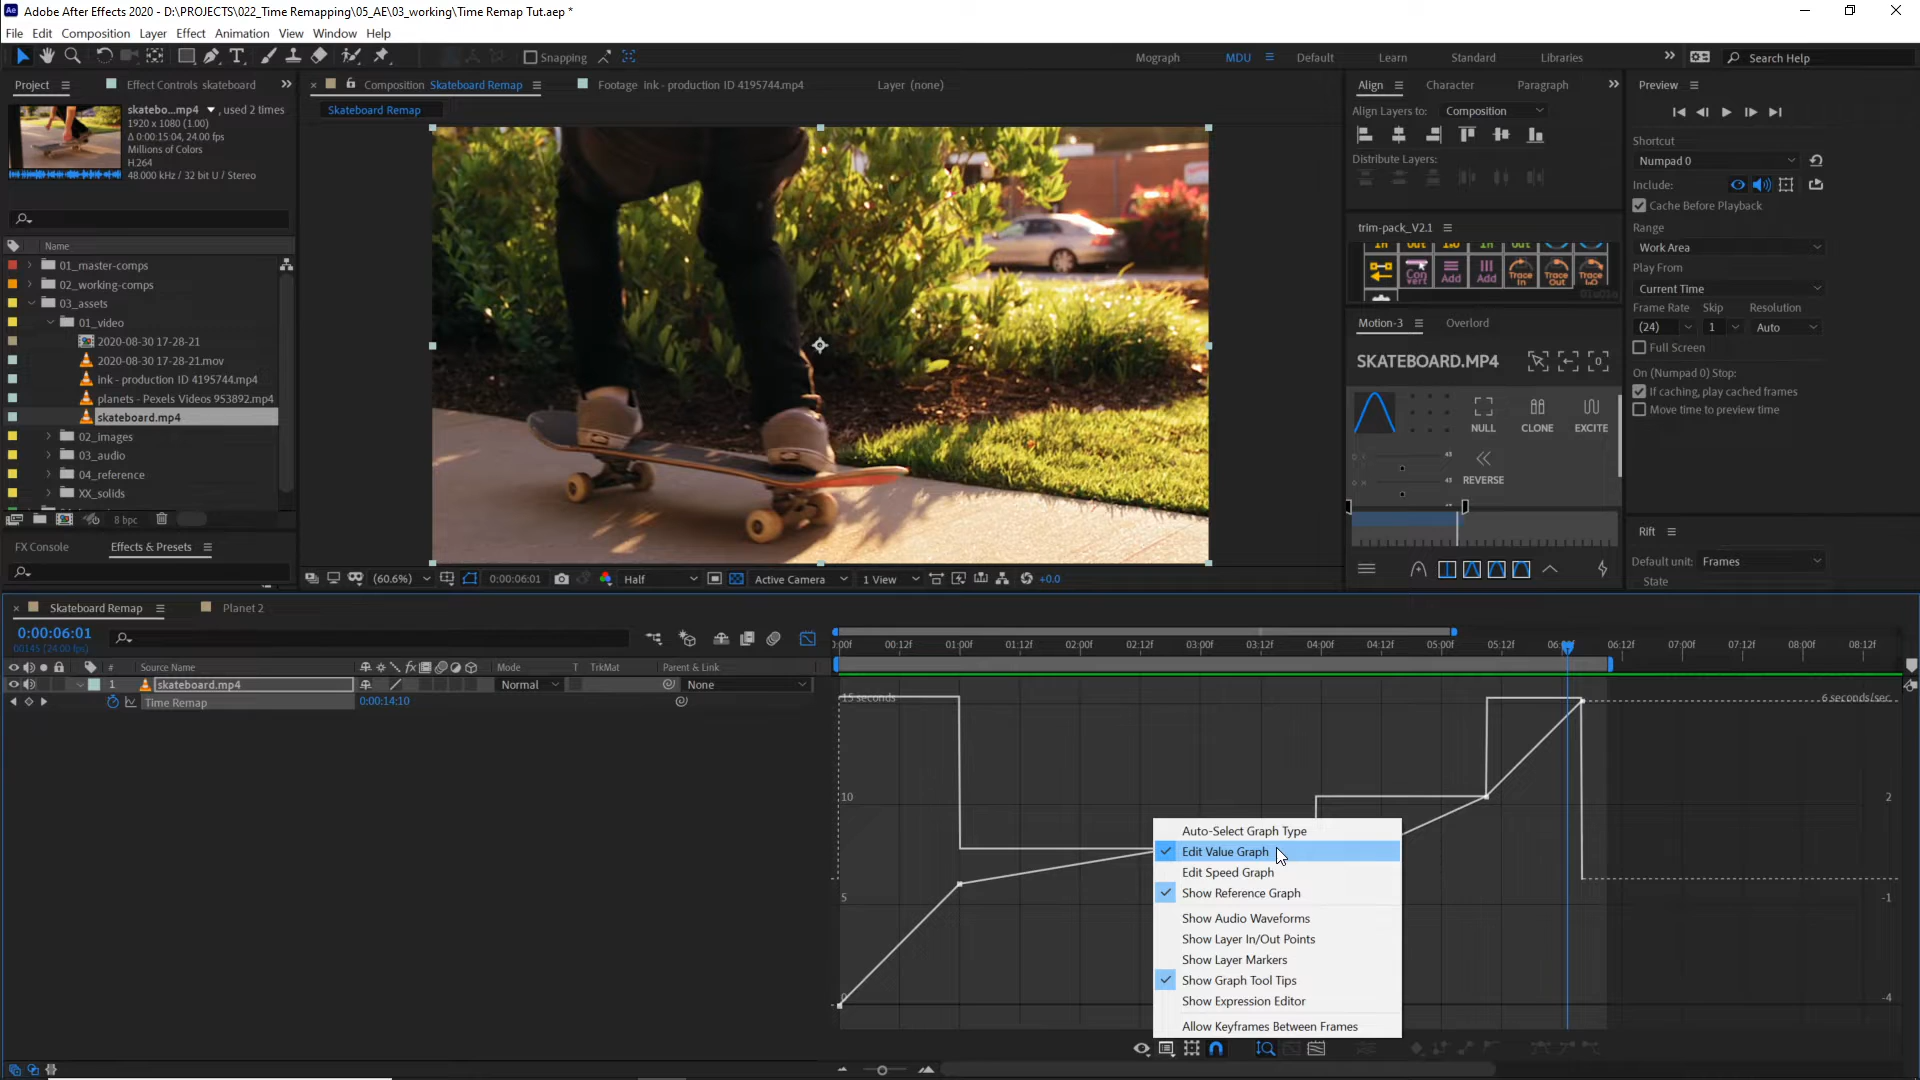 Adobe After Effects 2020 - D:\PROJECTS\022_Time Remapping\05_AE\03_working\Time Remap Tut.aep *
File Edit Composition Layer Effect Animation View Window Help
Snapping
Mograph MDU Default Learn Standard Libraries Search Help
Project Effect Controls skateboard
Composition Skateboard Remap Footage ink - production ID 4195744.mp4 Layer (none)
Align Character Paragraph
Preview
skatebo...mp4 , used 2 times
1920 x 1080 (1.00)
Δ 0:00:15:04, 24.00 fps
Millions of Colors
H.264
48.000 kHz / 32 bit U / Stereo
Skateboard Remap
Align Layers to: Composition
Distribute Layers:
trim-pack_V2.1
Con vert Add Add Trace In Trace Out Trace
Motion-3 Overlord
SKATEBOARD.MP4
NULL CLONE EXCITE
REVERSE
Shortcut
Numpad 0
Include:
Cache Before Playback
Range
Work Area
Play From
Current Time
Frame Rate Skip Resolution
(24) 1 Auto
Full Screen
On (Numpad 0) Stop:
If caching, play cached frames
Move time to preview time
Rift
Default unit: Frames
State
Name
01_master-comps
02_working-comps
03_assets
01_video
2020-08-30 17-28-21
2020-08-30 17-28-21.mov
ink - production ID 4195744.mp4
planets - Pexels Videos 953892.mp4
skateboard.mp4
02_images
03_audio
04_reference
XX_solids
8 bpc
FX Console Effects & Presets
(60.6%) 0:00:06:01 Half Active Camera 1 View +0.0
Skateboard Remap Planet 2
0:00:06:01
00145 (24.00 fps)
# Source Name Mode T TrkMat Parent & Link
1 skateboard.mp4 Normal None
Time Remap 0:00:14:10
:00f 00:12f 01:00f 01:12f 02:00f 02:12f 03:00f 03:12f 04:00f 04:12f 05:00f 05:12f 06:00f 06:12f 07:00f 07:12f 08:00f 08:12f
15 seconds 6 seconds/sec
10 2
5 -1
0 -4
Auto-Select Graph Type
Edit Value Graph
Edit Speed Graph
Show Reference Graph
Show Audio Waveforms
Show Layer In/Out Points
Show Layer Markers
Show Graph Tool Tips
Show Expression Editor
Allow Keyframes Between Frames